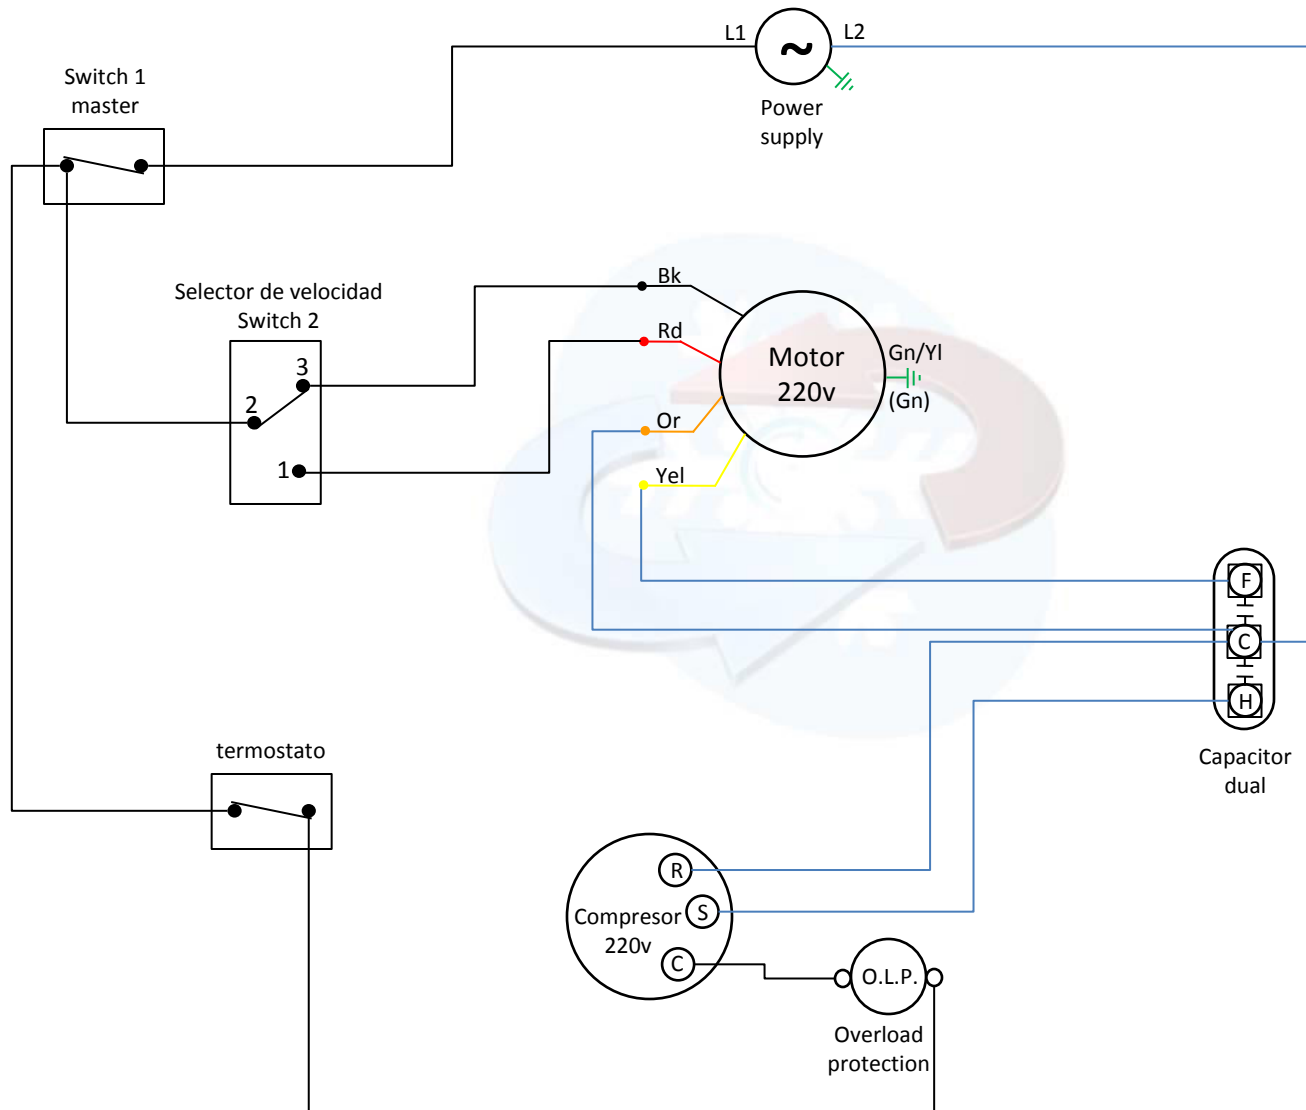 L1
L2
~
Power
supply
Switch 1
master
Selector de velocidad
Switch 2
3
2
1
Bk
Rd
Or
Yel
Motor
220v
Gn/Yl
(Gn)
F
C
H
Capacitor
dual
termostato
R
S
C
Compresor
220v
O.L.P.
Overload
protection